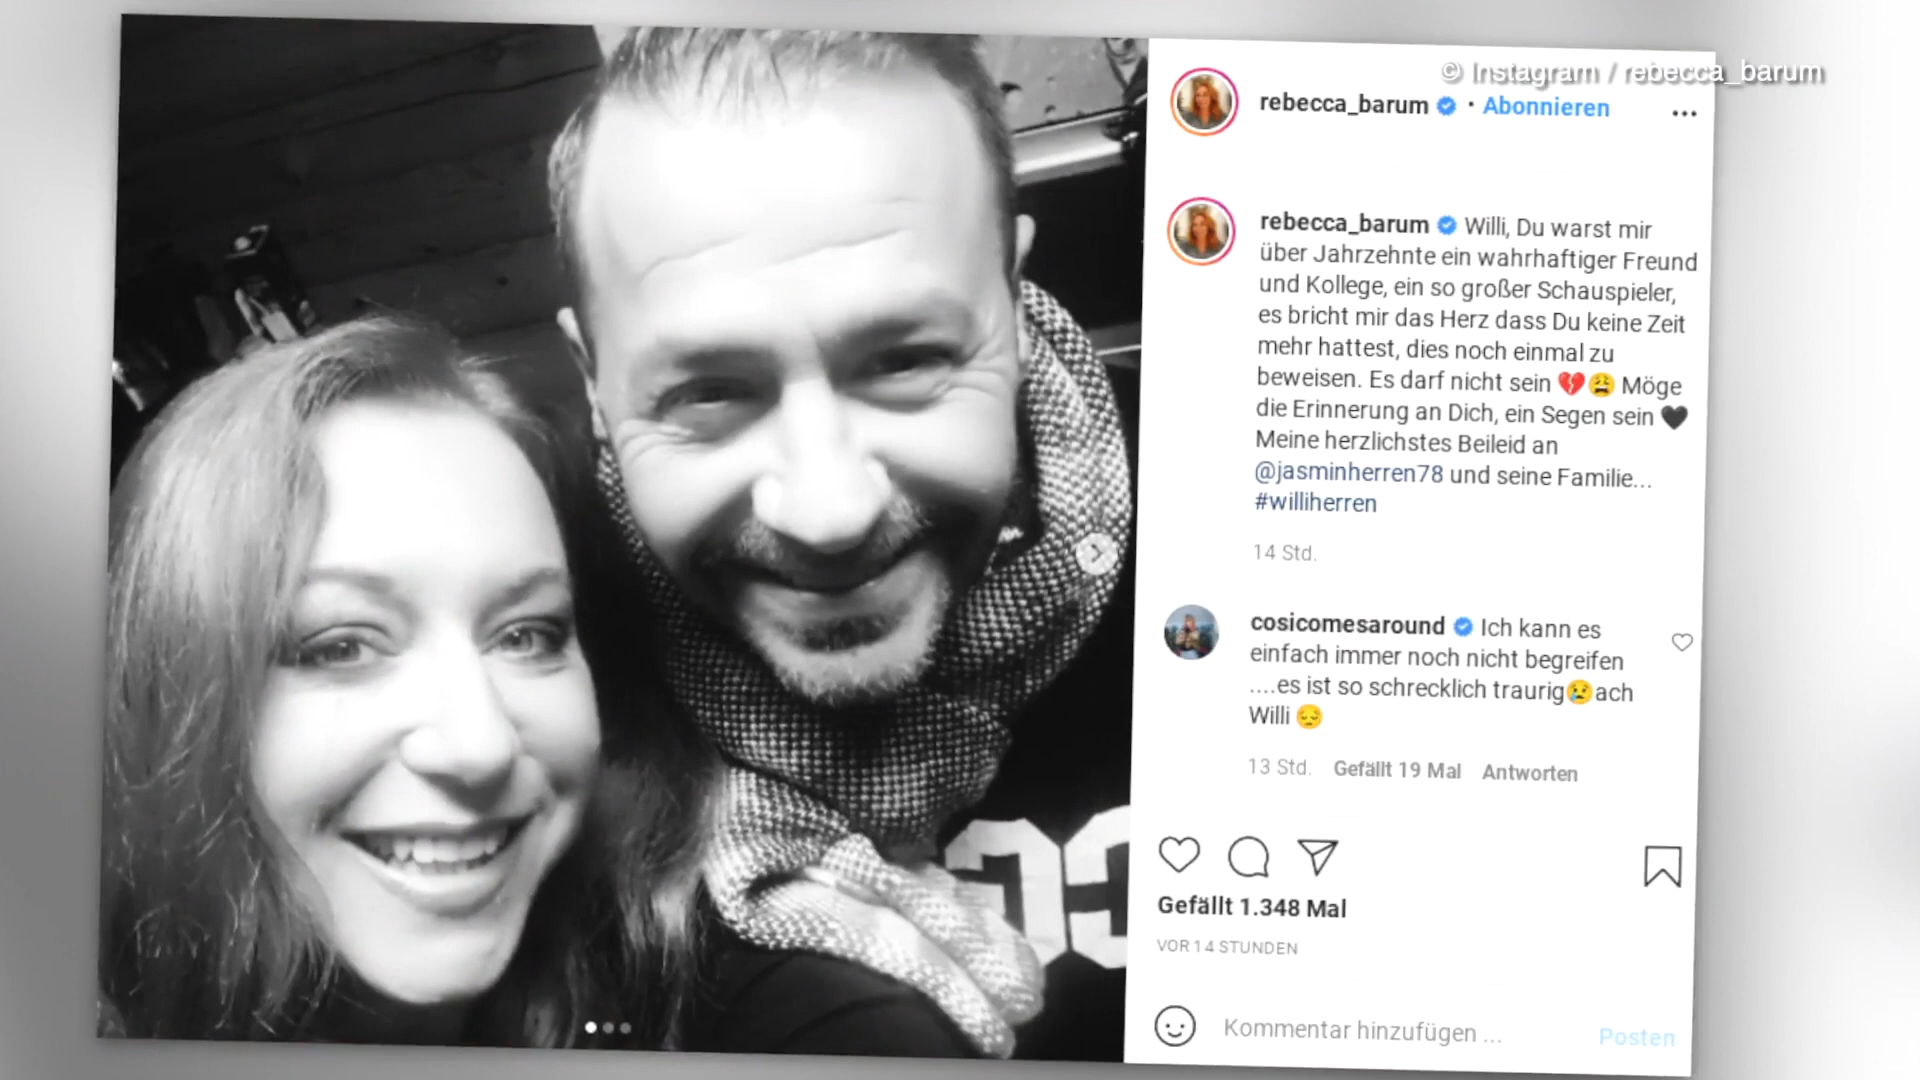 © Instagram / rebecca_barum
rebecca_barum • Abonnieren
rebecca_barum Willi, Du warst mir
über Jahrzehnte ein wahrhaftiger Freund
und Kollege, ein so großer Schauspieler,
es bricht mir das Herz dass Du keine Zeit
mehr hattest, dies noch einmal zu
beweisen. Es darf nicht sein 💔😩 Möge
die Erinnerung an Dich, ein Segen sein 🖤
Meine herzlichstes Beileid an
@jasminherren78 und seine Familie...
#williherren
14 Std.
cosicomesaround Ich kann es
einfach immer noch nicht begreifen
....es ist so schrecklich traurig😢ach
Willi 😔
13 Std. Gefällt 19 Mal Antworten
Gefällt 1.348 Mal
VOR 14 STUNDEN
Kommentar hinzufügen ... Posten